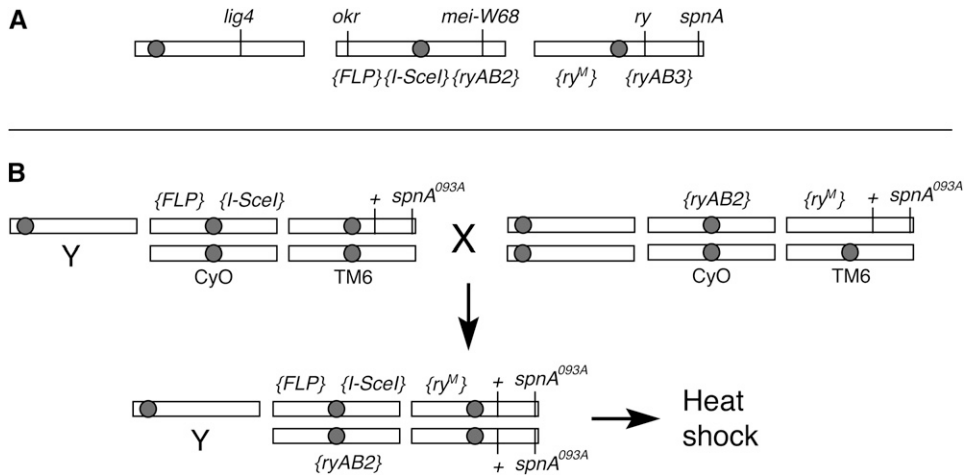 A
lig4 okr mei-W68 ry spnA
{FLP}{I-SceI} {ryAB2} {ry^M} {ryAB3}
B
{FLP} {I-SceI} + spnA^093A {ryAB2} {ry^M} + spnA^093A
Y CyO TM6 X CyO TM6
{FLP} {I-SceI} {ry^M} + spnA^093A
Y {ryAB2} + spnA^093A
Heat
shock